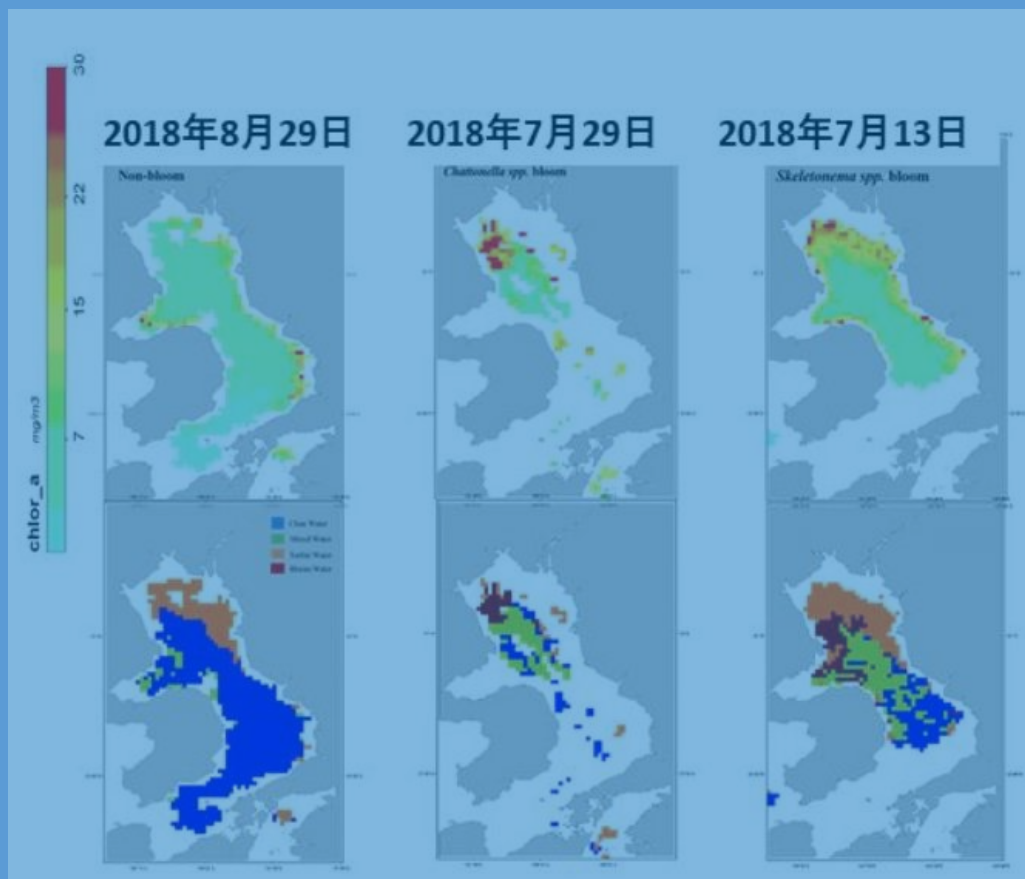 2018年8月29日
2018年7月29日
2018年7月13日
Non-bloom
Chattonella spp. bloom
Skeletonema spp. bloom
30
22
15
7
chlor_a mg/m3
Clear Water
Mixed Water
Turbid Water
Bloom Water